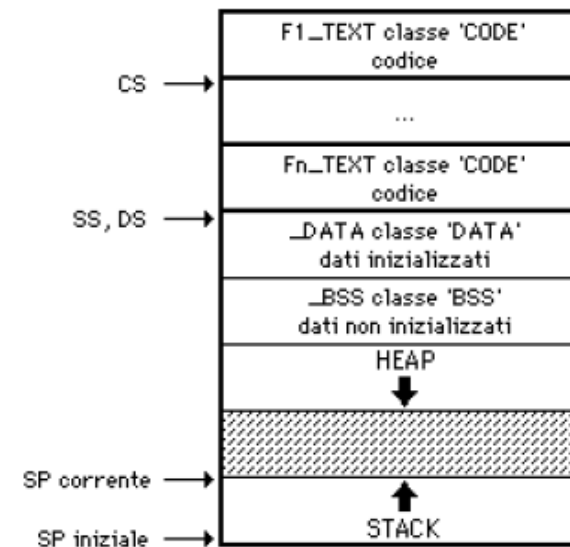 F1_TEXT classe 'CODE'
codice
CS
...
Fn_TEXT classe 'CODE'
codice
SS, DS
_DATA classe 'DATA'
dati inizializzati
_BSS classe 'BSS'
dati non inizializzati
HEAP
SP corrente
STACK
SP iniziale